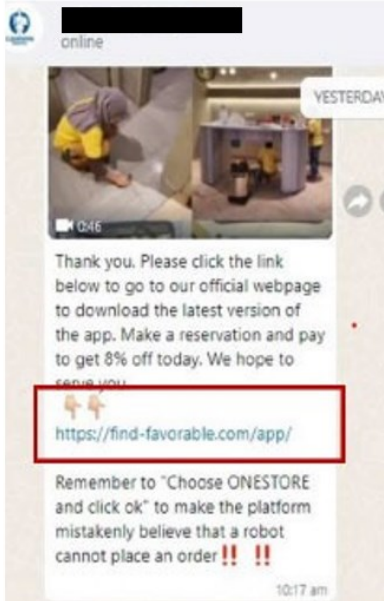 online
YESTERDAY
0:46
Thank you. Please click the link
below to go to our official webpage
to download the latest version of
the app. Make a reservation and pay
to get 8% off today. We hope to
serve you
https://find-favorable.com/app/
Remember to "Choose ONESTORE
and click ok" to make the platform
mistakenly believe that a robot
cannot place an order‼ ‼
10:17 am